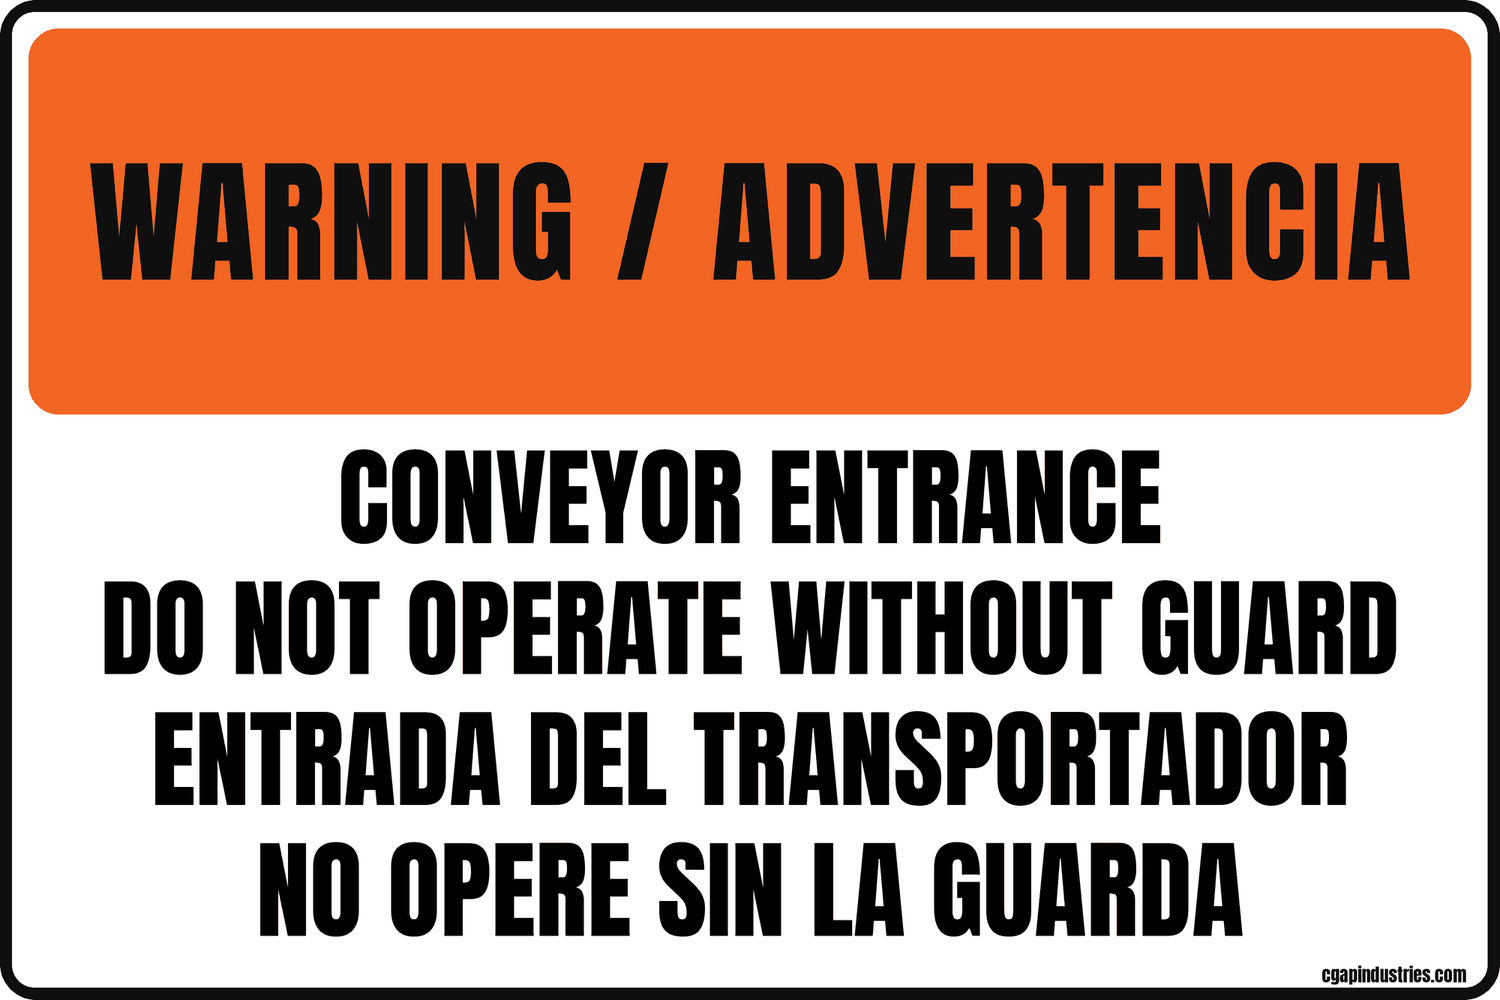 WARNING / ADVERTENCIA
CONVEYOR ENTRANCE
DO NOT OPERATE WITHOUT GUARD
ENTRADA DEL TRANSPORTADOR
NO OPERE SIN LA GUARDA
cgapindustries.com